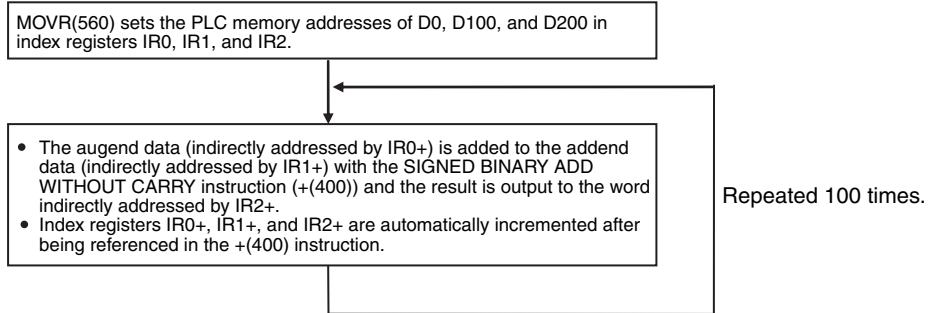 MOVR(560) sets the PLC memory addresses of D0, D100, and D200 in
index registers IR0, IR1, and IR2.
• The augend data (indirectly addressed by IR0+) is added to the addend
data (indirectly addressed by IR1+) with the SIGNED BINARY ADD
WITHOUT CARRY instruction (+(400)) and the result is output to the word
indirectly addressed by IR2+.
• Index registers IR0+, IR1+, and IR2+ are automatically incremented after
being referenced in the +(400) instruction.
Repeated 100 times.